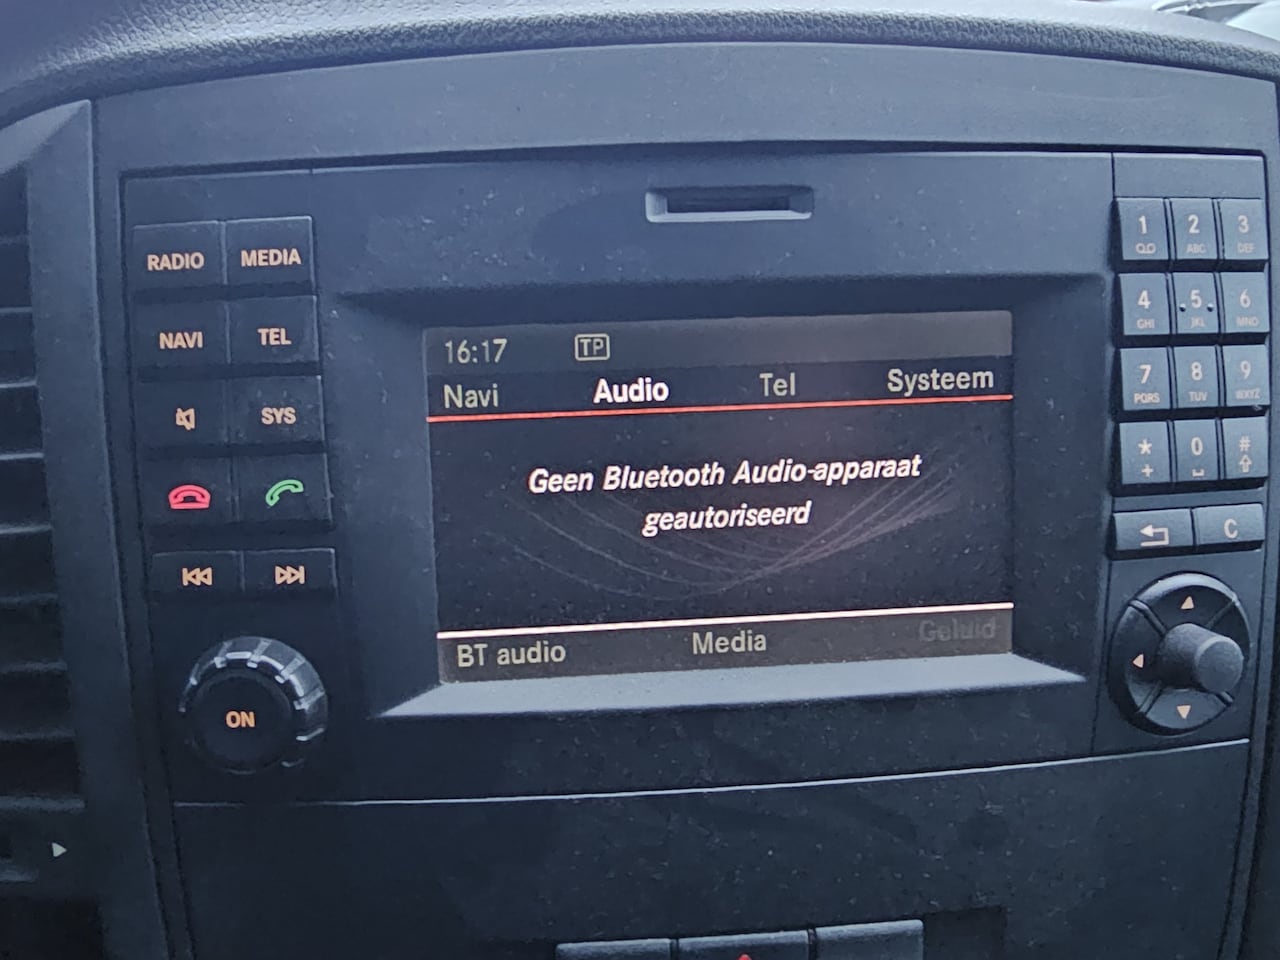 RADIO MEDIA
NAVI TEL
SYS
ON
16:17 TP
Navi Audio Tel Systeem
Geen Bluetooth Audio-apparaat
geautoriseerd
BT audio Media Geluid
1 2 3
ABC DEF
4 5 6
GHI JKL MNO
7 8 9
PQRS TUV WXYZ
* 0 #
+
C